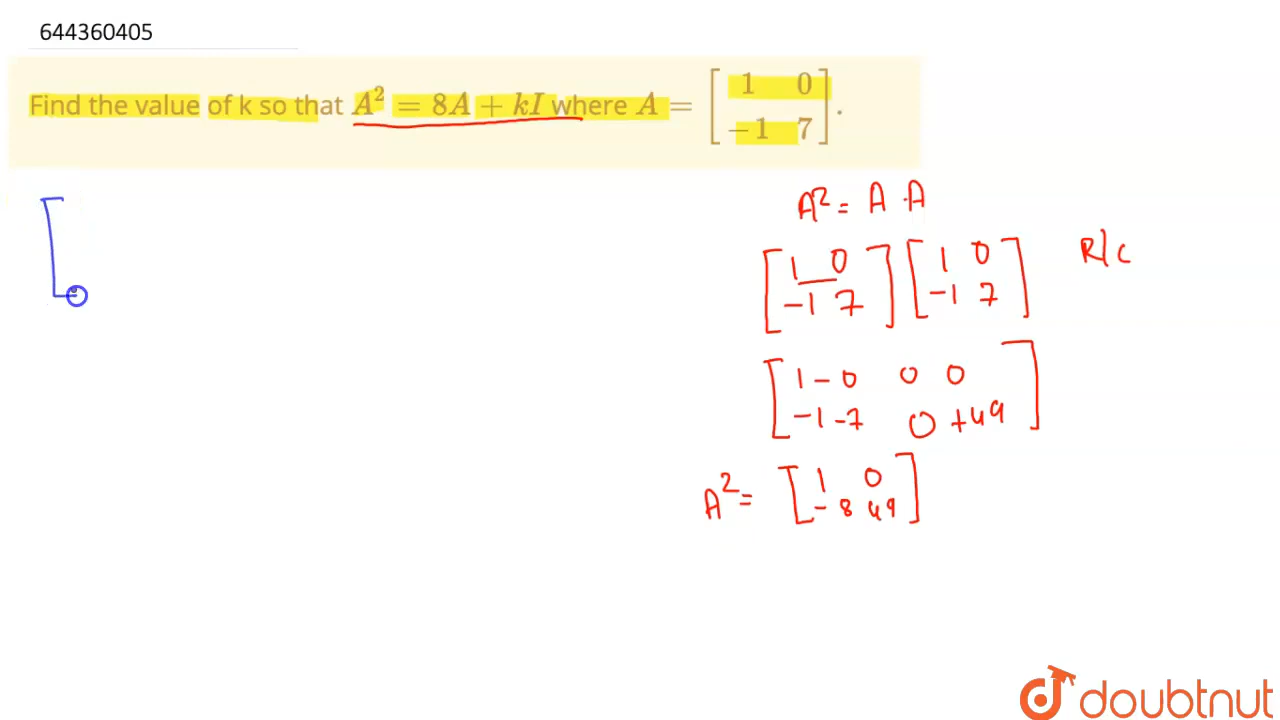 644360405
Find the value of k so that A² = 8A + kI where A = [1 0
-1 7].
A² = A . A
[1 0 [1 0 R/C
-1 7] -1 7]
[1 - 0 0 0
-1 -7 0 +49]
A² = [1 0
-8 49]
doubtnut